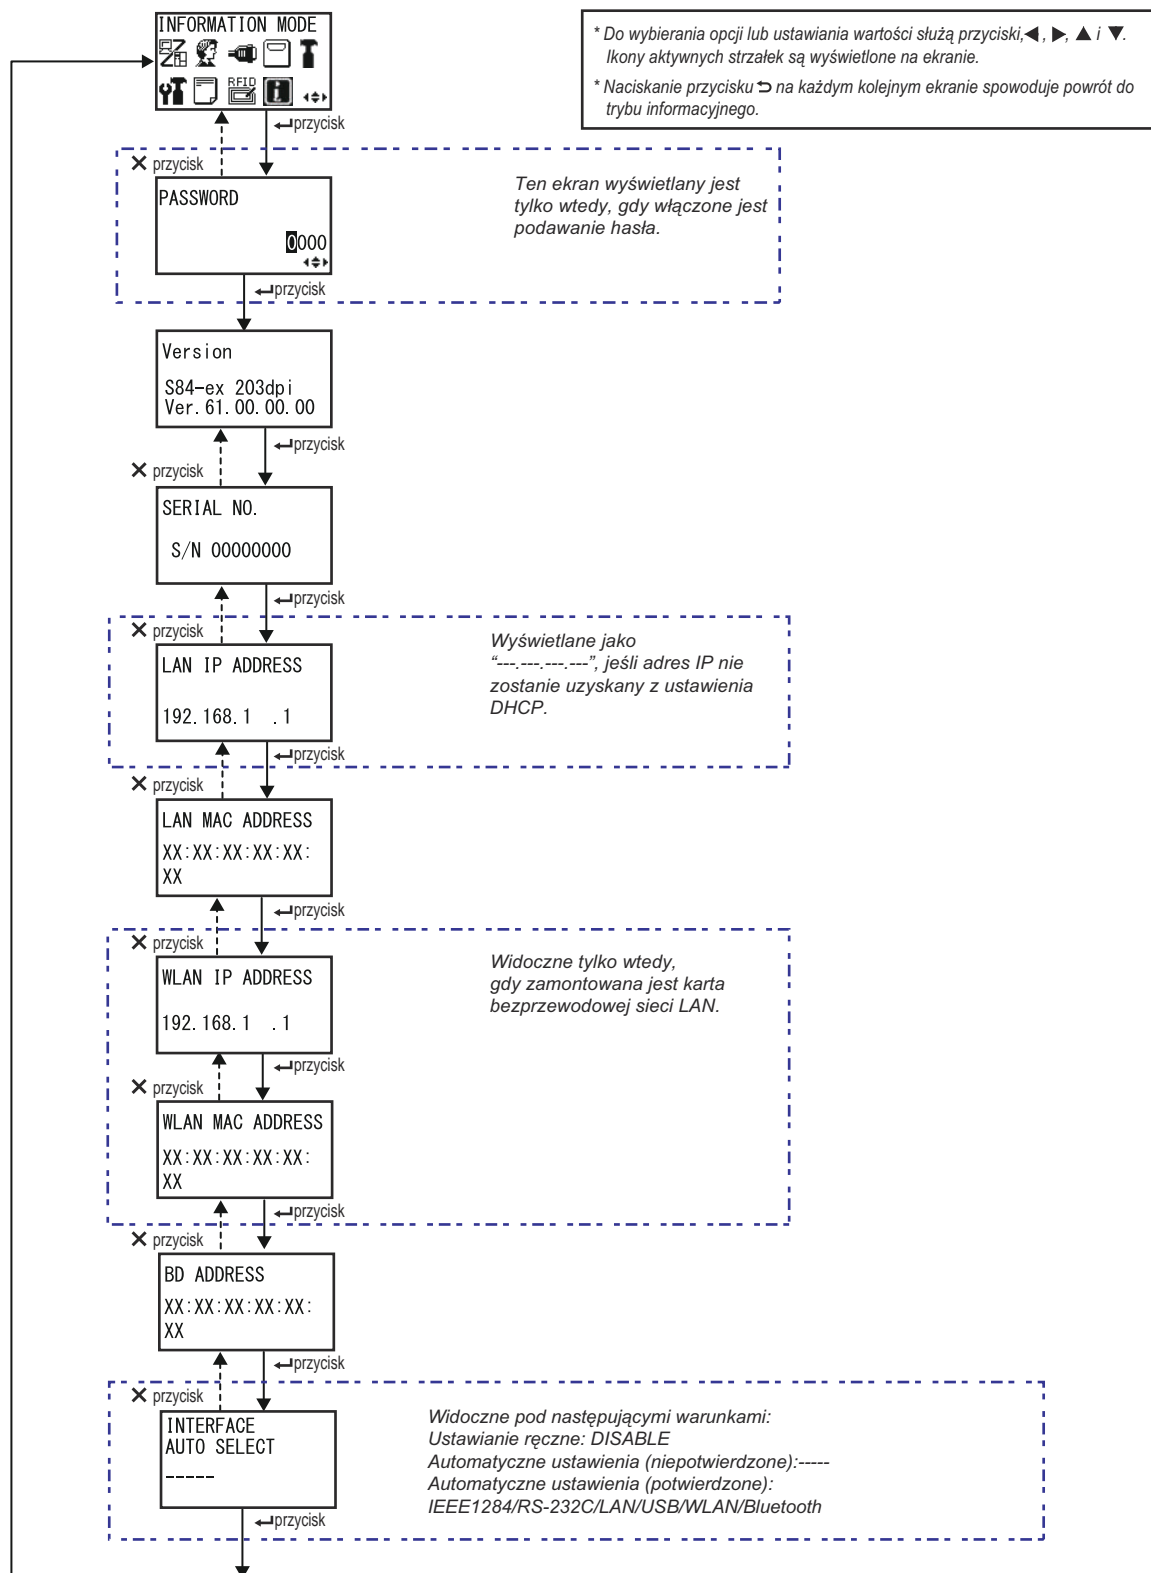 INFORMATION MODE
RFID
* Do wybierania opcji lub ustawiania wartości służą przyciski,◀, ▶, ▲ i ▼.
Ikony aktywnych strzałek są wyświetlone na ekranie.
* Naciskanie przycisku ⮌ na każdym kolejnym ekranie spowoduje powrót do
trybu informacyjnego.
↵przycisk
✕ przycisk
PASSWORD
0000
Ten ekran wyświetlany jest
tylko wtedy, gdy włączone jest
podawanie hasła.
↵przycisk
Version
S84-ex 203dpi
Ver.61.00.00.00
↵przycisk
✕ przycisk
SERIAL NO.
S/N 00000000
↵przycisk
✕ przycisk
LAN IP ADDRESS
192.168.1 .1
Wyświetlane jako
“---.---.---.---”, jeśli adres IP nie
zostanie uzyskany z ustawienia
DHCP.
↵przycisk
✕ przycisk
LAN MAC ADDRESS
XX:XX:XX:XX:XX:
XX
↵przycisk
✕ przycisk
WLAN IP ADDRESS
192.168.1 .1
Widoczne tylko wtedy,
gdy zamontowana jest karta
bezprzewodowej sieci LAN.
↵przycisk
✕ przycisk
WLAN MAC ADDRESS
XX:XX:XX:XX:XX:
XX
↵przycisk
✕ przycisk
BD ADDRESS
XX:XX:XX:XX:XX:
XX
↵przycisk
✕ przycisk
INTERFACE
AUTO SELECT
-----
Widoczne pod następującymi warunkami:
Ustawianie ręczne: DISABLE
Automatyczne ustawienia (niepotwierdzone):-----
Automatyczne ustawienia (potwierdzone):
IEEE1284/RS-232C/LAN/USB/WLAN/Bluetooth
↵przycisk